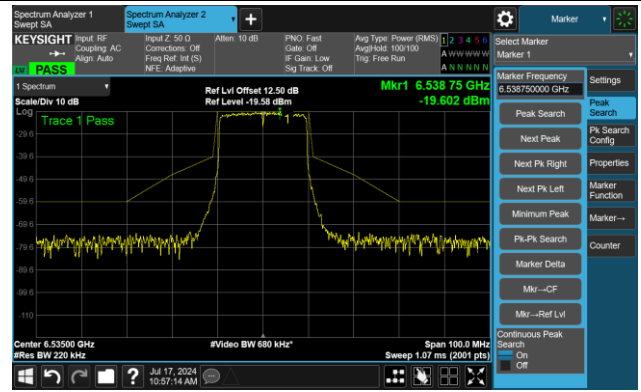 Spectrum Analyzer 1
Swept SA
Spectrum Analyzer 2
Swept SA
+
Marker
KEYSIGHT
Input: RF
Coupling: AC
Align: Auto
Input Z: 50 Ω
Corrections: Off
Freq Ref: Int (S)
NFE: Adaptive
Atten: 10 dB
PNO: Fast
Gate: Off
IF Gain: Low
Sig Track: Off
Avg Type: Power (RMS)
Avg|Hold: 100/100
Trig: Free Run
1 2 3 4 5 6
A W W W W W
A N N N N N
LW PASS
Select Marker
Marker 1
1 Spectrum
Scale/Div 10 dB
Ref Lvl Offset 12.50 dB
Ref Level -19.58 dBm
Mkr1 6.538 75 GHz
-19.602 dBm
Log
Trace 1 Pass
-29.6
-39.6
-49.6
-59.6
-69.6
-79.6
-89.6
-99.6
-110
Center 6.53500 GHz
#Res BW 220 kHz
#Video BW 680 kHz*
Span 100.0 MHz
Sweep 1.07 ms (2001 pts)
Marker Frequency
6.538750000 GHz
Peak Search
Next Peak
Next Pk Right
Next Pk Left
Minimum Peak
Pk-Pk Search
Marker Delta
Mkr→CF
Mkr→Ref Lvl
Continuous Peak
Search
On
Off
Settings
Peak
Search
Pk Search
Config
Properties
Marker
Function
Marker→
Counter
?
Jul 17, 2024
10:57:14 AM